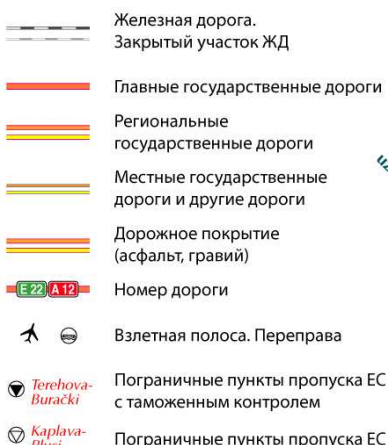 Железная дорога.
Закрытый участок ЖД
Главные государственные дороги
Региональные
государственные дороги
Местные государственные
дороги и другие дороги
Дорожное покрытие
(асфальт, гравий)
E 22 A 12 Номер дороги
Взлетная полоса. Переправа
Terehova-
Burački
Пограничные пункты пропуска ЕС
с таможенным контролем
Kaplava-
Пограничные пункты пропуска ЕС